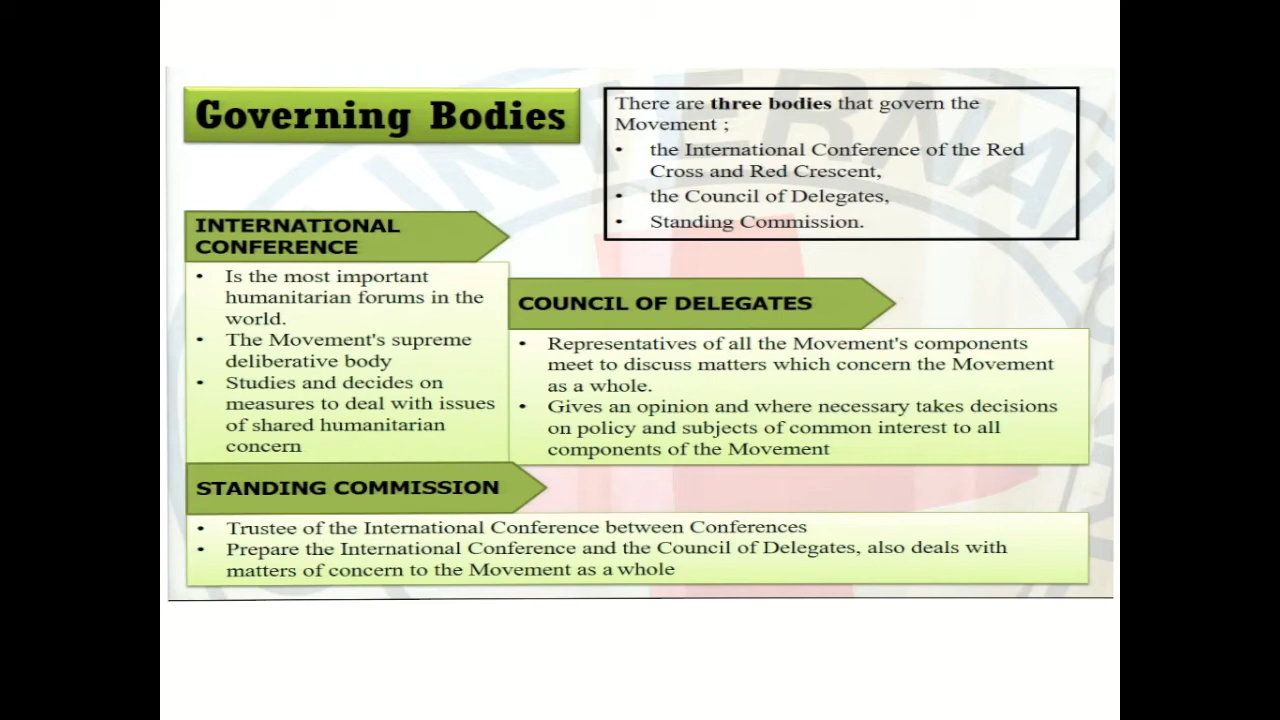 Governing Bodies
There are three bodies that govern the
Movement ;
• the International Conference of the Red
Cross and Red Crescent,
• the Council of Delegates,
• Standing Commission.
INTERNATIONAL
CONFERENCE
• Is the most important
humanitarian forums in the
world.
• The Movement's supreme
deliberative body
• Studies and decides on
measures to deal with issues
of shared humanitarian
concern
COUNCIL OF DELEGATES
• Representatives of all the Movement's components
meet to discuss matters which concern the Movement
as a whole.
• Gives an opinion and where necessary takes decisions
on policy and subjects of common interest to all
components of the Movement
STANDING COMMISSION
• Trustee of the International Conference between Conferences
• Prepare the International Conference and the Council of Delegates, also deals with
matters of concern to the Movement as a whole